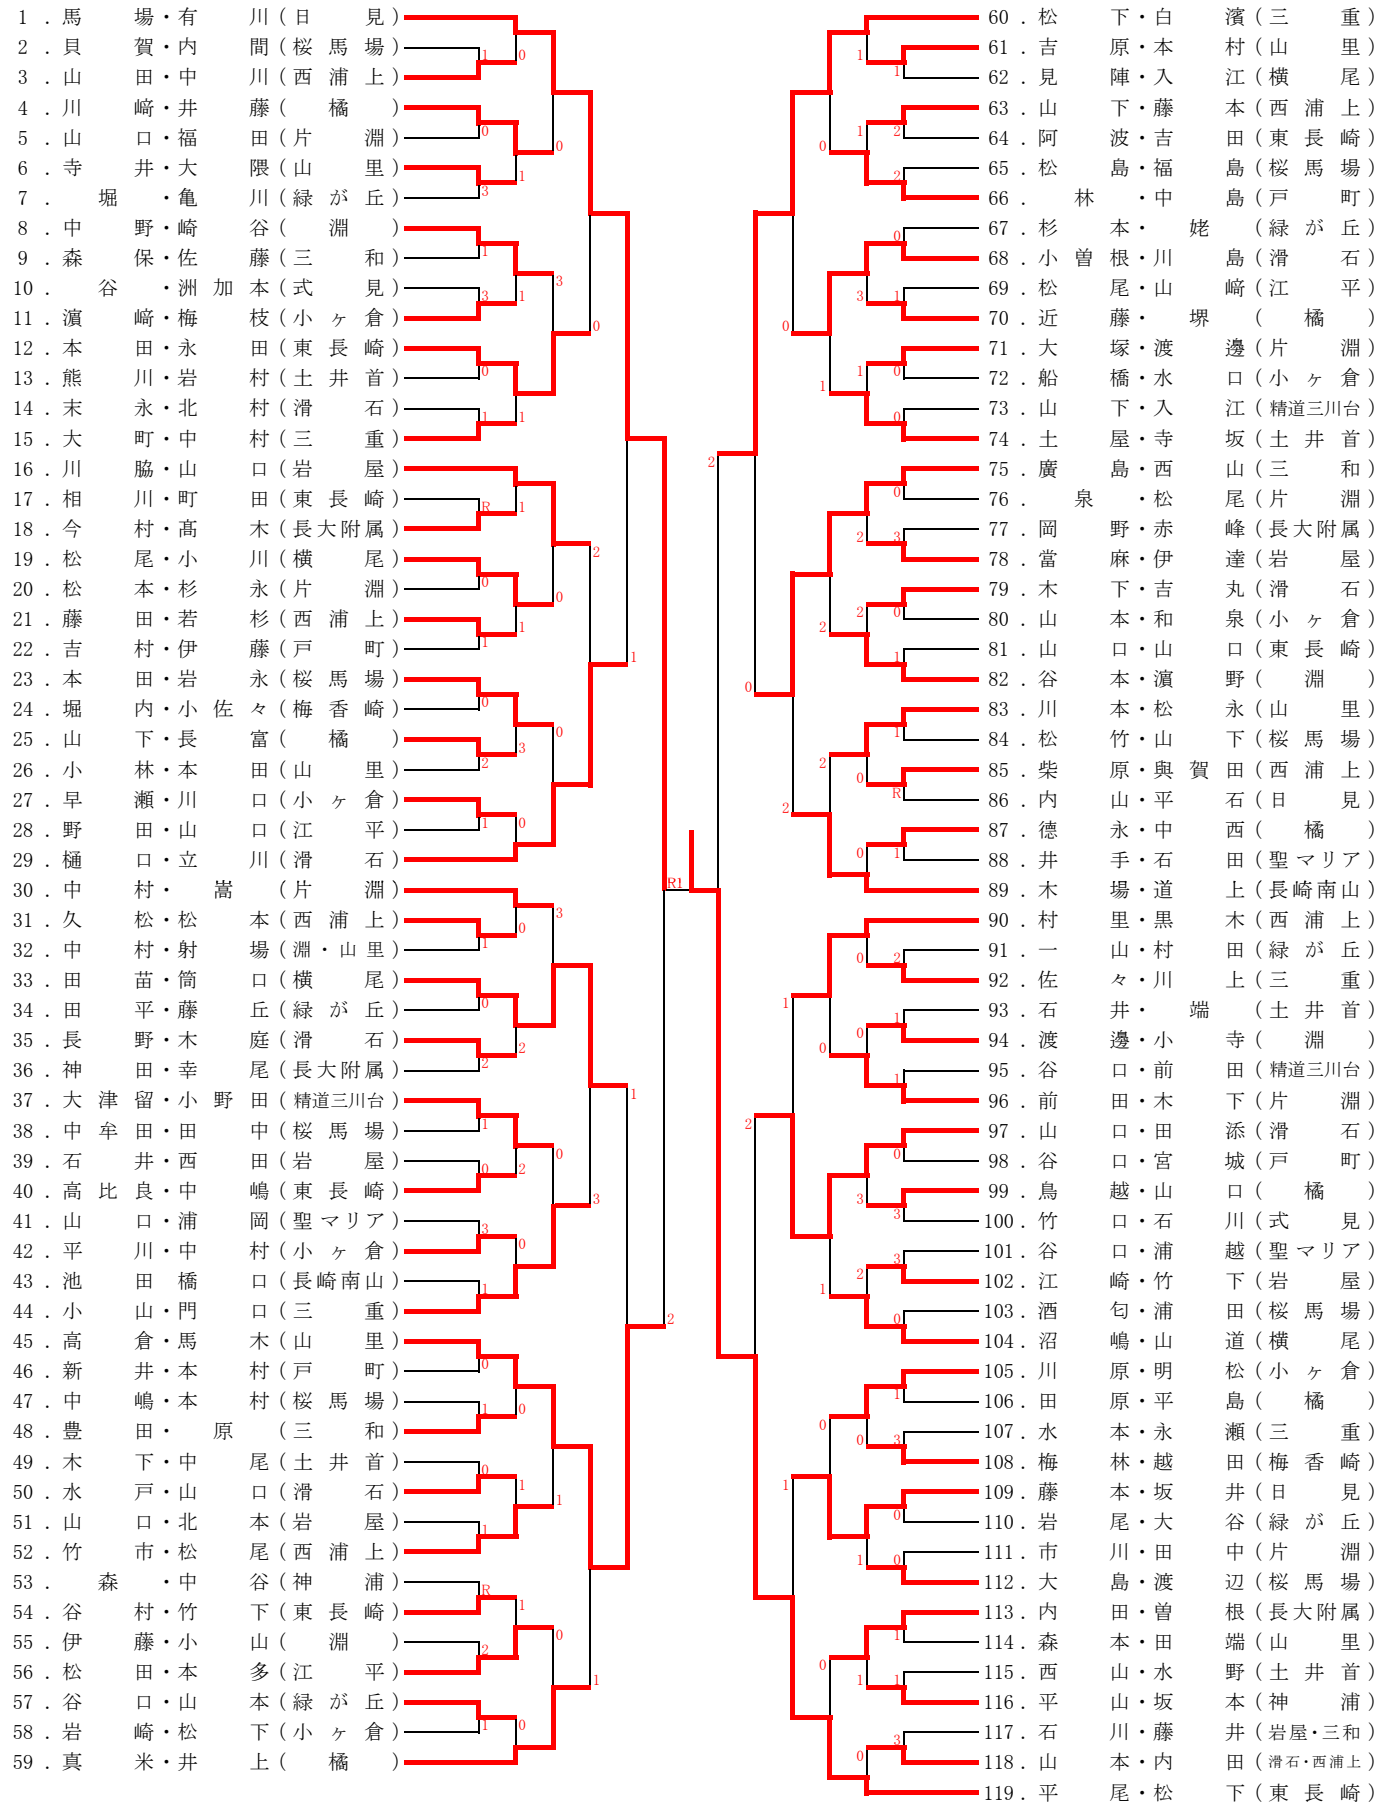 1．馬場・有川（日見）
2．貝賀・内間（桜馬場）
3．山田・中川（西浦上）
4．川﨑・井藤（橘）
5．山口・福田（片淵）
6．寺井・大隈（山里）
7．堀・亀川（緑が丘）
8．中野・崎谷（淵）
9．森保・佐藤（三和）
10．谷・洲加本（式見）
11．濵﨑・梅枝（小ヶ倉）
12．本田・永田（東長崎）
13．熊川・岩村（土井首）
14．末永・北村（滑石）
15．大町・中村（三重）
16．川脇・山口（岩屋）
17．相川・町田（東長崎）
18．今村・髙木（長大附属）
19．松尾・小川（横尾）
20．松本・杉永（片淵）
21．藤田・若杉（西浦上）
22．吉村・伊藤（戸町）
23．本田・岩永（桜馬場）
24．堀内・小佐々（梅香崎）
25．山下・長富（橘）
26．小林・本田（山里）
27．早瀬・川口（小ヶ倉）
28．野田・山口（江平）
29．樋口・立川（滑石）
30．中村・嵩（片淵）
31．久松・松本（西浦上）
32．中村・射場（淵・山里）
33．田苗・筒口（横尾）
34．田平・藤丘（緑が丘）
35．長野・木庭（滑石）
36．神田・幸尾（長大附属）
37．大津留・小野田（精道三川台）
38．中牟田・田中（桜馬場）
39．石井・西田（岩屋）
40．高比良・中嶋（東長崎）
41．山口・浦岡（聖マリア）
42．平川・中村（小ヶ倉）
43．池田橋口（長崎南山）
44．小山・門口（三重）
45．高倉・馬木（山里）
46．新井・本村（戸町）
47．中嶋・本村（桜馬場）
48．豊田・原（三和）
49．木下・中尾（土井首）
50．水戸・山口（滑石）
51．山口・北本（岩屋）
52．竹市・松尾（西浦上）
53．森・中谷（神浦）
54．谷村・竹下（東長崎）
55．伊藤・小山（淵）
56．松田・本多（江平）
57．谷口・山本（緑が丘）
58．岩崎・松下（小ヶ倉）
59．真米・井上（橘）
60．松下・白濱（三重）
61．吉原・本村（山里）
62．見陣・入江（横尾）
63．山下・藤本（西浦上）
64．阿波・吉田（東長崎）
65．松島・福島（桜馬場）
66．林・中島（戸町）
67．杉本・姥（緑が丘）
68．小曽根・川島（滑石）
69．松尾・山﨑（江平）
70．近藤・堺（橘）
71．大塚・渡邊（片淵）
72．船橋・水口（小ヶ倉）
73．山下・入江（精道三川台）
74．土屋・寺坂（土井首）
75．廣島・西山（三和）
76．泉・松尾（片淵）
77．岡野・赤峰（長大附属）
78．當麻・伊達（岩屋）
79．木下・吉丸（滑石）
80．山本・和泉（小ヶ倉）
81．山口・山口（東長崎）
82．谷本・濵野（淵）
83．川本・松永（山里）
84．松竹・山下（桜馬場）
85．柴原・與賀田（西浦上）
86．内山・平石（日見）
87．德永・中西（橘）
88．井手・石田（聖マリア）
89．木場・道上（長崎南山）
90．村里・黒木（西浦上）
91．一山・村田（緑が丘）
92．佐々・川上（三重）
93．石井・端（土井首）
94．渡邊・小寺（淵）
95．谷口・前田（精道三川台）
96．前田・木下（片淵）
97．山口・田添（滑石）
98．谷口・宮城（戸町）
99．鳥越・山口（橘）
100．竹口・石川（式見）
101．谷口・浦越（聖マリア）
102．江崎・竹下（岩屋）
103．酒匂・浦田（桜馬場）
104．沼嶋・山道（横尾）
105．川原・明松（小ヶ倉）
106．田原・平島（橘）
107．水本・永瀬（三重）
108．梅林・越田（梅香崎）
109．藤本・坂井（日見）
110．岩尾・大谷（緑が丘）
111．市川・田中（片淵）
112．大島・渡辺（桜馬場）
113．内田・曽根（長大附属）
114．森本・田端（山里）
115．西山・水野（土井首）
116．平山・坂本（神浦）
117．石川・藤井（岩屋・三和）
118．山本・内田（滑石・西浦上）
119．平尾・松下（東長崎）
R1